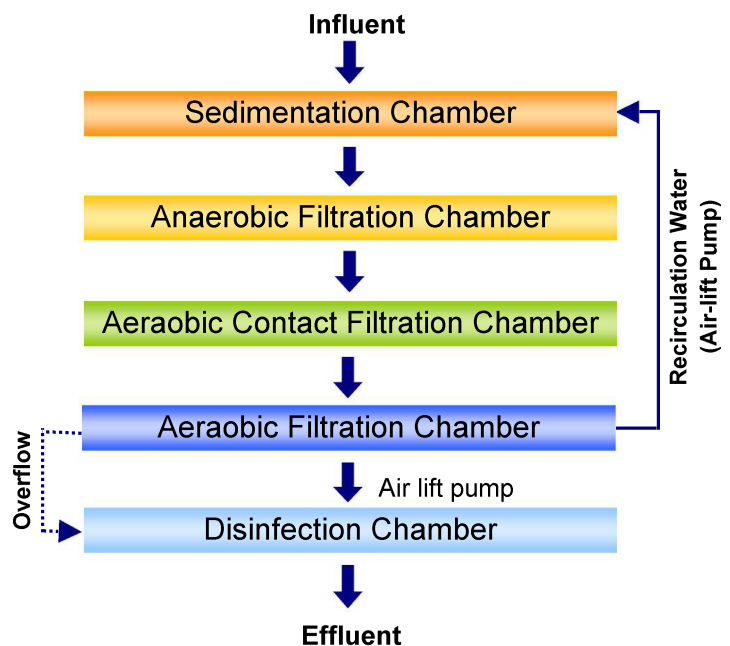 Influent
Sedimentation Chamber
Anaerobic Filtration Chamber
Aeraobic Contact Filtration Chamber
Aeraobic Filtration Chamber
Recirculation Water
(Air-lift Pump)
Overflow
Air lift pump
Disinfection Chamber
Effluent